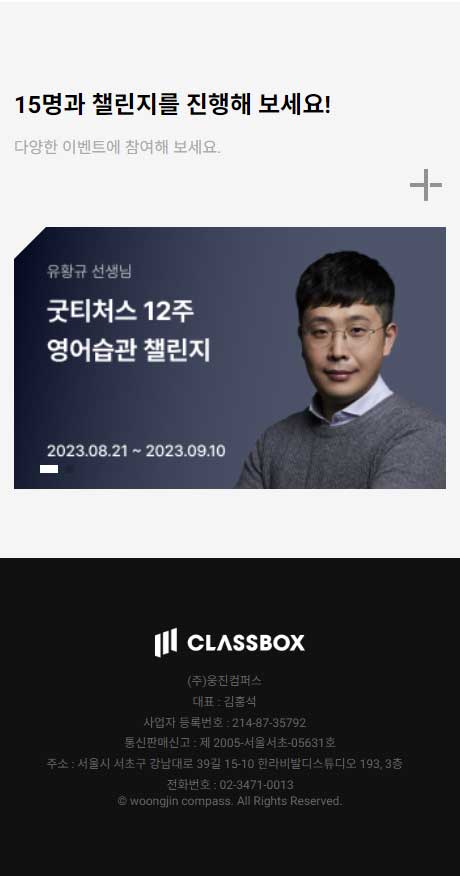 15명과 챌린지를 진행해 보세요!
다양한 이벤트에 참여해 보세요.
유황규 선생님
굿티처스 12주
영어습관 챌린지
2023.08.21 ~ 2023.09.10
CLASSBOX
(주)웅진컴퍼스
대표 : 김홍석
사업자 등록번호 : 214-87-35792
통신판매신고 : 제 2005-서울서초-05631호
주소 : 서울시 서초구 강남대로 39길 15-10 한라비발디스튜디오 193, 3층
전화번호 : 02-3471-0013
© woongjin compass. All Rights Reserved.